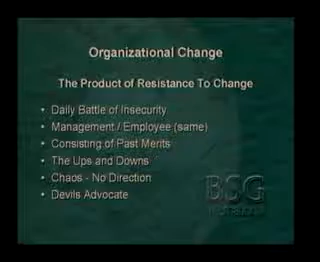 Organizational Change
The Product of Resistance To Change
• Daily Battle of Insecurity
• Management / Employee (same)
• Consisting of Past Merits
• The Ups and Downs
• Chaos - No Direction
• Devils Advocate
BSG